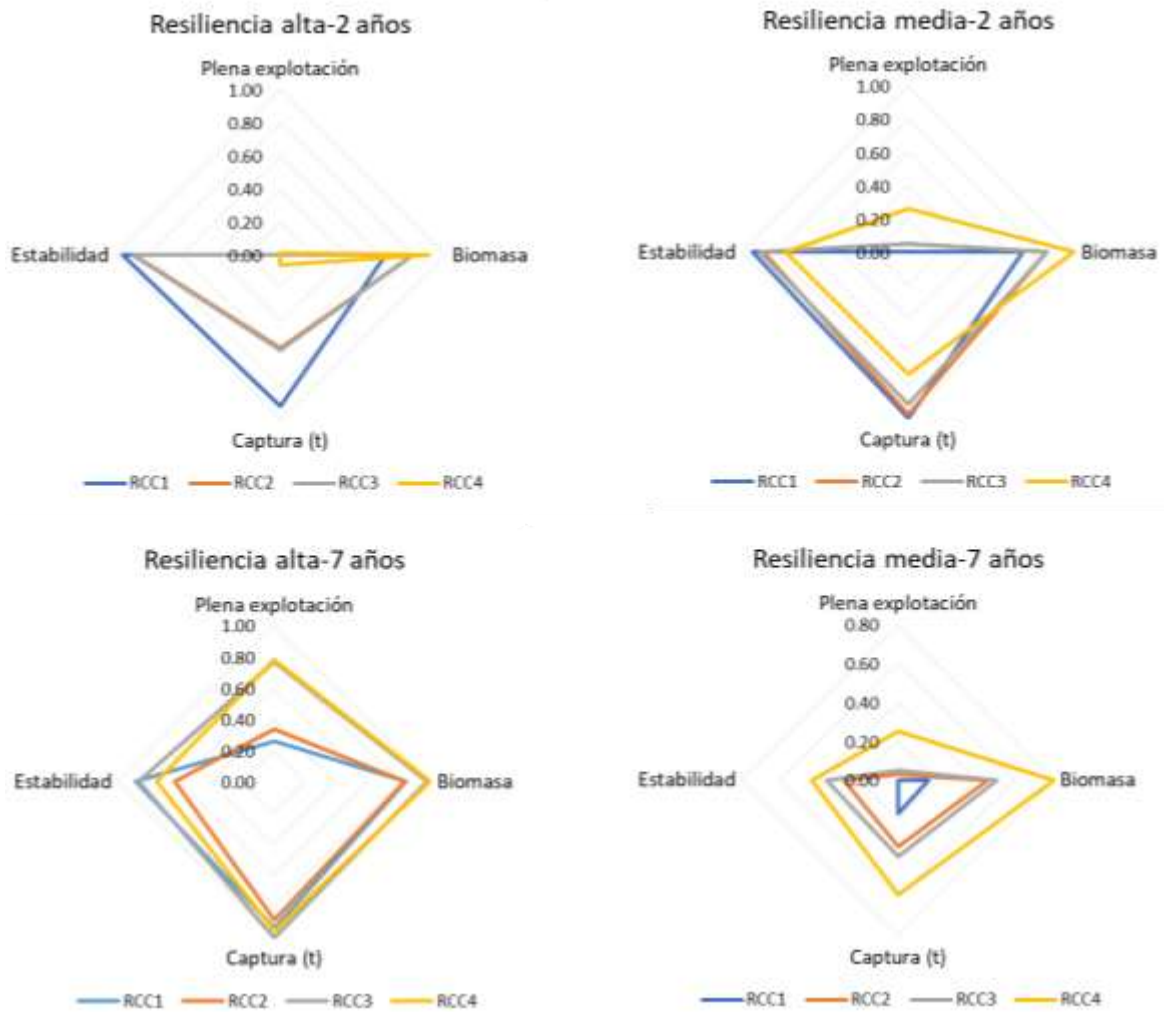 Resiliencia alta-2 años
Plena explotación
1.00
0.80
0.60
0.40
0.20
0.00
Estabilidad
Biomasa
Captura (t)
RCC1 RCC2 RCC3 RCC4
Resiliencia media-2 años
Plena explotación
1.00
0.80
0.60
0.40
0.20
0.00
Estabilidad
Biomasa
Captura (t)
RCC1 RCC2 RCC3 RCC4
Resiliencia alta-7 años
Plena explotación
1.00
0.80
0.60
0.40
0.20
0.00
Estabilidad
Biomasa
Captura (t)
RCC1 RCC2 RCC3 RCC4
Resiliencia media-7 años
Plena explotación
0.80
0.60
0.40
0.20
0.00
Estabilidad
Biomasa
Captura (t)
RCC1 RCC2 RCC3 RCC4